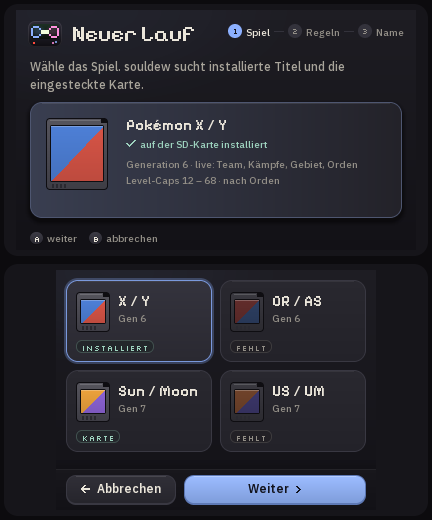 Neuer Lauf
1 Spiel 2 Regeln 3 Name
Wähle das Spiel. souldew sucht installierte Titel und die
eingesteckte Karte.
Pokémon X / Y
auf der SD-Karte installiert
Generation 6 · live: Team, Kämpfe, Gebiet, Orden
Level-Caps 12 – 68 · nach Orden
A weiter B abbrechen
X / Y
Gen 6
INSTALLIERT
OR / AS
Gen 6
FEHLT
Sun / Moon
Gen 7
KARTE
US / UM
Gen 7
FEHLT
← Abbrechen
Weiter ›